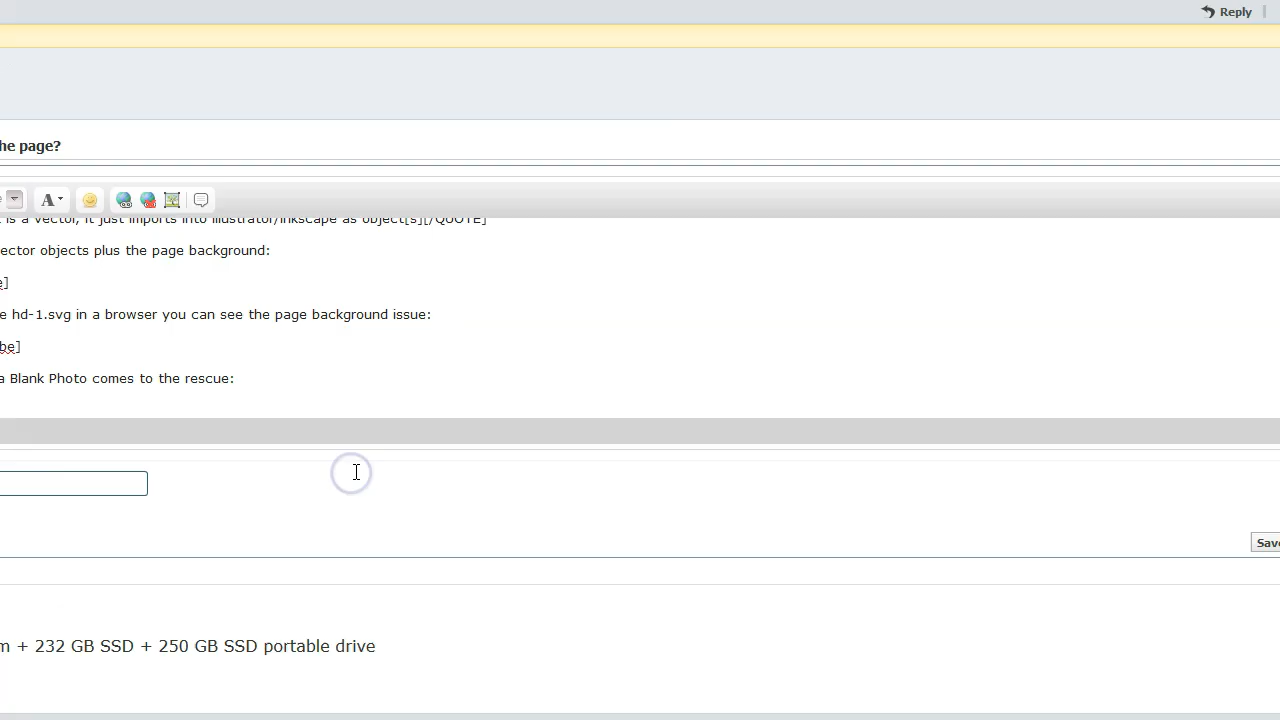 Reply
he page?
A
is a vector, it just imports into illustrator/inkscape as object[s][/QUOTE]
ector objects plus the page background:
e]
e hd-1.svg in a browser you can see the page background issue:
be]
a Blank Photo comes to the rescue:
Save
m + 232 GB SSD + 250 GB SSD portable drive